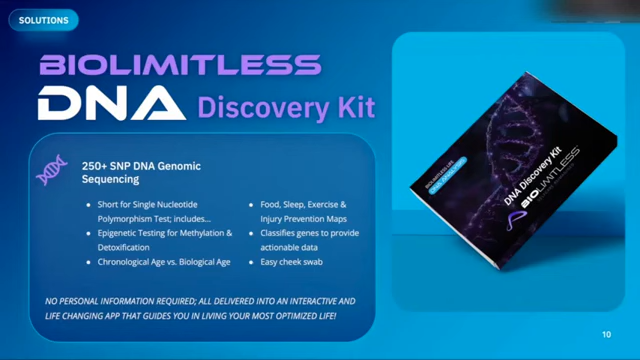 SOLUTIONS
BIOLIMITLESS
DNA Discovery Kit
250+ SNP DNA Genomic
Sequencing
• Short for Single Nucleotide
Polymorphism Test; includes...
• Epigenetic Testing for Methylation &
Detoxification
• Chronological Age vs. Biological Age
• Food, Sleep, Exercise &
Injury Prevention Maps
• Classifies genes to provide
actionable data
• Easy cheek swab
NO PERSONAL INFORMATION REQUIRED; ALL DELIVERED INTO AN INTERACTIVE AND
LIFE CHANGING APP THAT GUIDES YOU IN LIVING YOUR MOST OPTIMIZED LIFE!
BIOLIMITLESS LIFE
DNA Discovery Kit
BIOLIMITLESS
10